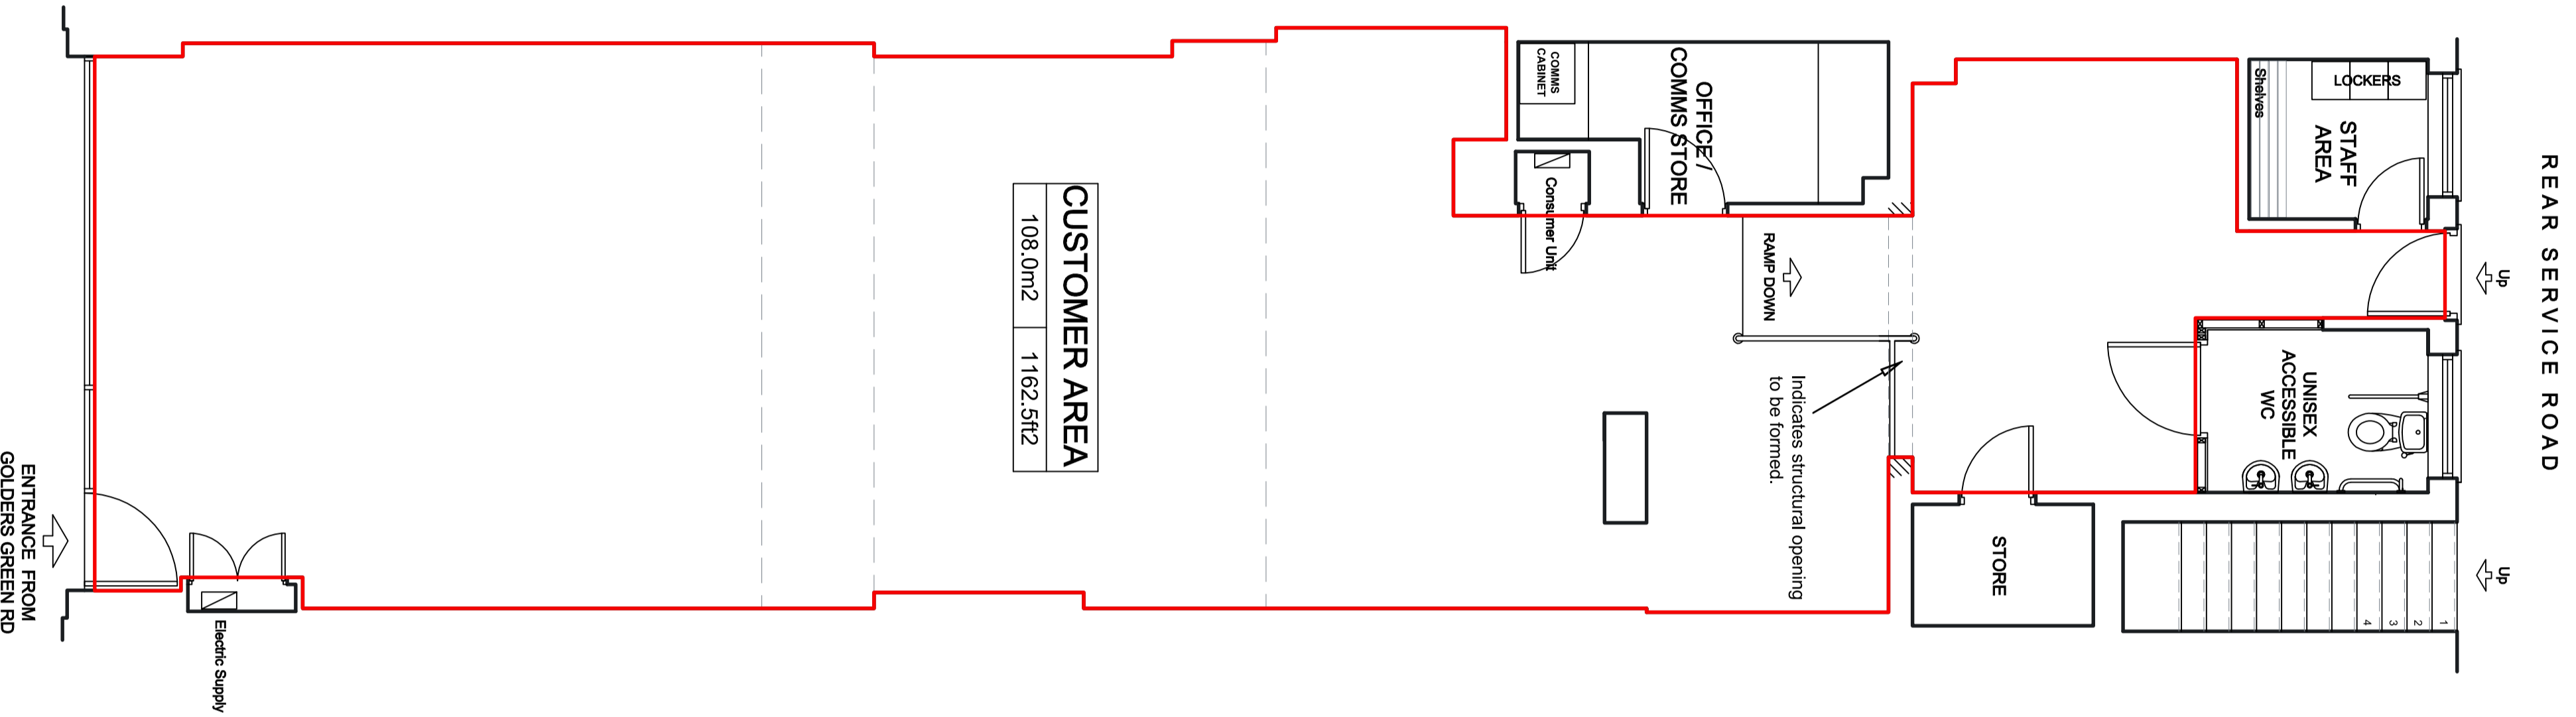 ENTRANCE FROM
GOLDERS GREEN RD
Electric Supply
CUSTOMER AREA
108.0m2 1162.5ft2
COMMS
CABINET
OFFICE /
COMMS STORE
Consumer Unit
RAMP DOWN
Indicates structural opening
to be formed.
STORE
Shelves
LOCKERS
STAFF
AREA
UNISEX
ACCESSIBLE
WC
1
2
3
4
Up
Up
REAR SERVICE ROAD